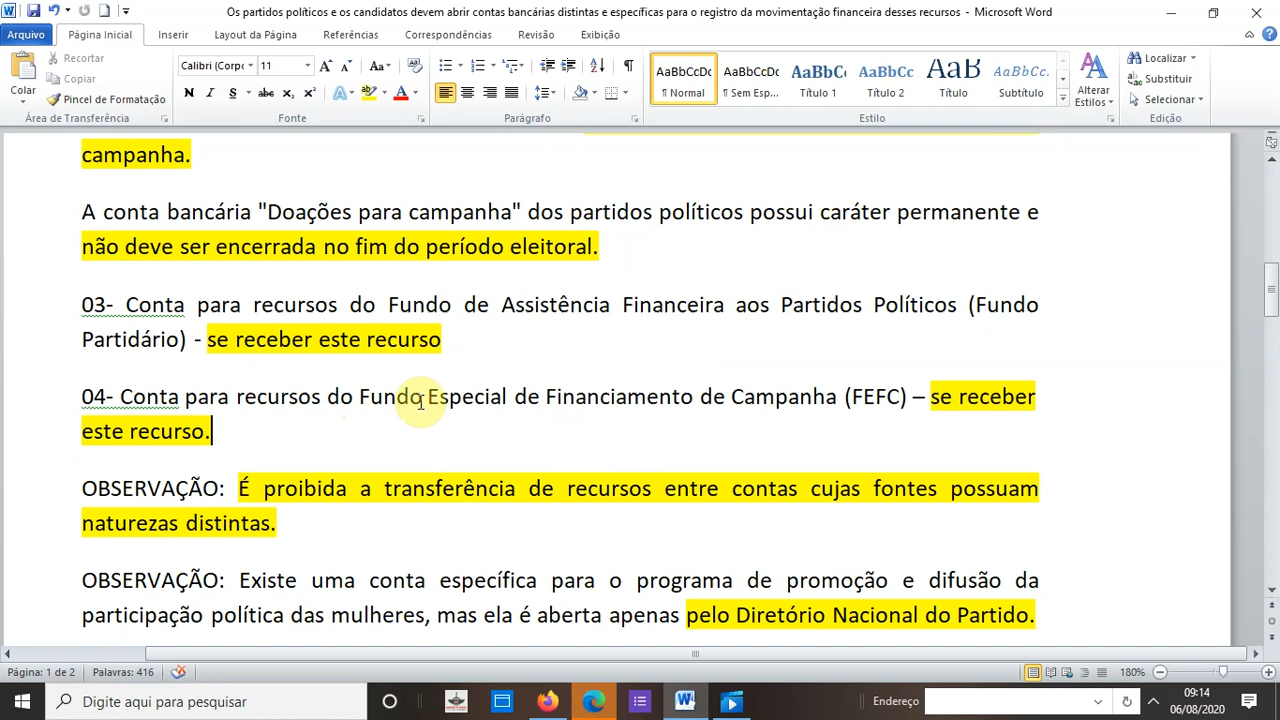 Os partidos políticos e os candidatos devem abrir contas bancárias distintas e específicas para o registro da movimentação financeira desses recursos - Microsoft Word
Arquivo Página Inicial Inserir Layout da Página Referências Correspondências Revisão Exibição
Colar
Recortar
Copiar
Pincel de Formatação
Área de Transferência
Calibri (Corpo 11
N I S abc x₂ x² A ab A
Fonte
Parágrafo
AaBbCcDc AaBbCcDc AaBbCc AaBbCc AaBbC AaBbCc.
¶ Normal ¶ Sem Esp... Título 1 Título 2 Título Subtítulo
Alterar Estilos
Estilo
Localizar
Substituir
Selecionar
Edição
campanha.
A conta bancária "Doações para campanha" dos partidos políticos possui caráter permanente e
não deve ser encerrada no fim do período eleitoral.
03- Conta para recursos do Fundo de Assistência Financeira aos Partidos Políticos (Fundo
Partidário) - se receber este recurso
04- Conta para recursos do Fundo Especial de Financiamento de Campanha (FEFC) – se receber
este recurso.
OBSERVAÇÃO: É proibida a transferência de recursos entre contas cujas fontes possuam
naturezas distintas.
OBSERVAÇÃO: Existe uma conta específica para o programa de promoção e difusão da
participação política das mulheres, mas ela é aberta apenas pelo Diretório Nacional do Partido.
Página: 1 de 2 Palavras: 416 180%
Digite aqui para pesquisar Endereço 09:14
06/08/2020